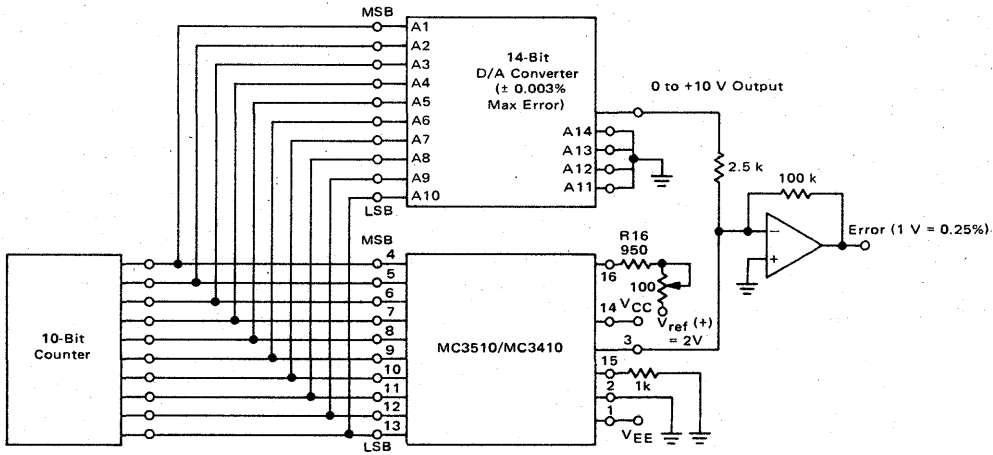 MSB
A1
A2
A3
A4
A5
A6
A7
A8
A9
A10
LSB
14-Bit
D/A Converter
(± 0.003%
Max Error)
A14
A13
A12
A11
0 to +10 V Output
2.5 k
100 k
−
+
Error (1 V = 0.25%)
10-Bit
Counter
MSB
4
5
6
7
8
9
10
11
12
13
LSB
MC3510/MC3410
16
R16
950
100
14
VCC
Vref (+)
= 2V
3
15
1k
2
1
VEE